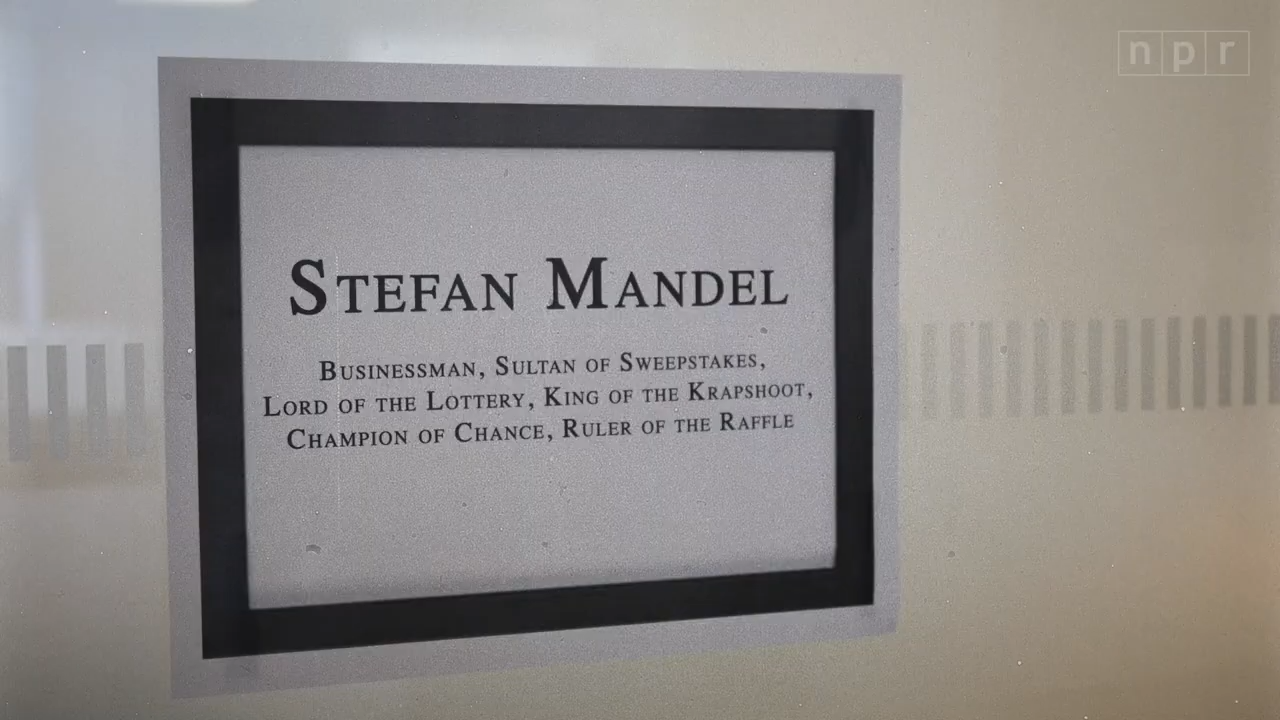 npr
STEFAN MANDEL
BUSINESSMAN, SULTAN OF SWEEPSTAKES,
LORD OF THE LOTTERY, KING OF THE KRAPSHOOT,
CHAMPION OF CHANCE, RULER OF THE RAFFLE